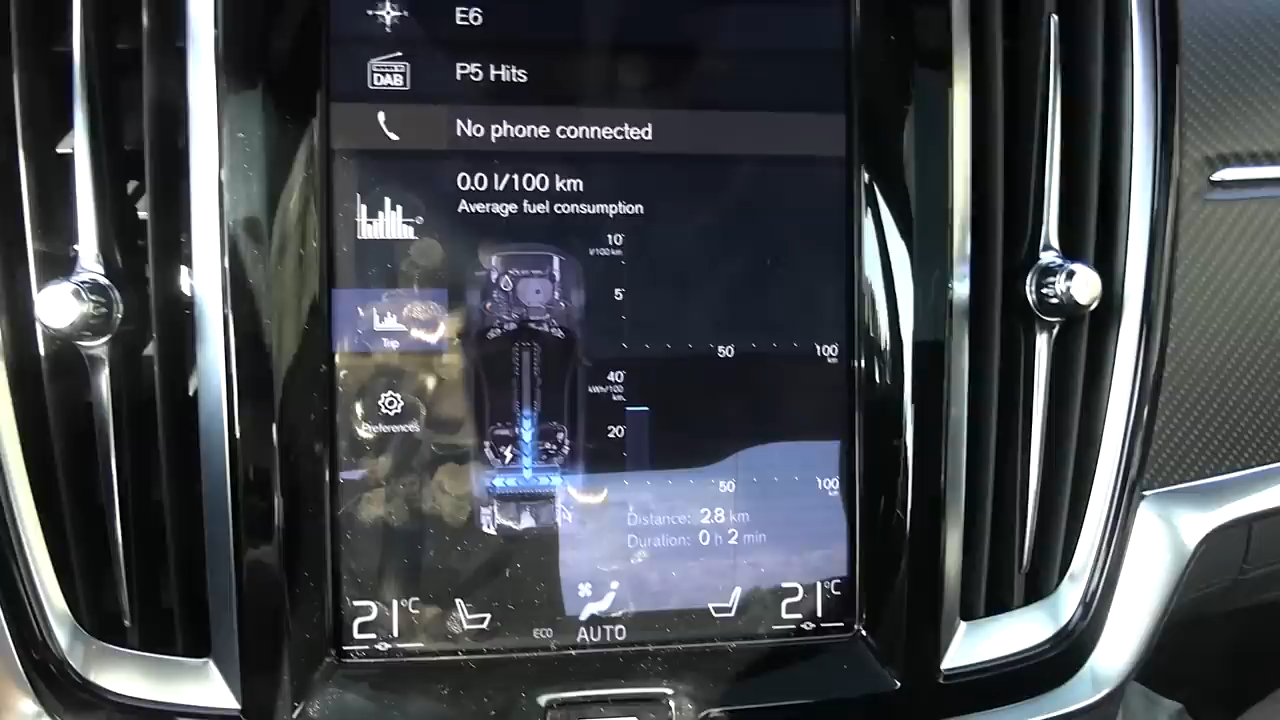 E6
DAB
P5 Hits
No phone connected
0.0 l/100 km
Average fuel consumption
10
l/100 km
5
50
100
km
Trip
40
kWh/100
km
20
Preferences
50
100
km
Distance: 2.8 km
Duration: 0 h 2 min
21°C
ECO
AUTO
21°C